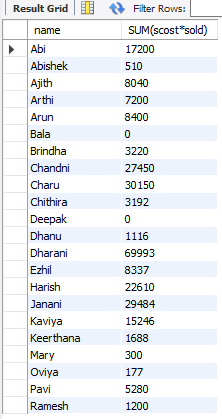 Result Grid Filter Rows:
name SUM(scost*sold)
Abi 17200
Abishek 510
Ajith 8040
Arthi 7200
Arun 8400
Bala 0
Brindha 3220
Chandni 27450
Charu 30150
Chithira 3192
Deepak 0
Dhanu 1116
Dharani 69993
Ezhil 8337
Harish 22610
Janani 29484
Kaviya 15246
Keerthana 1688
Mary 300
Oviya 177
Pavi 5280
Ramesh 1200